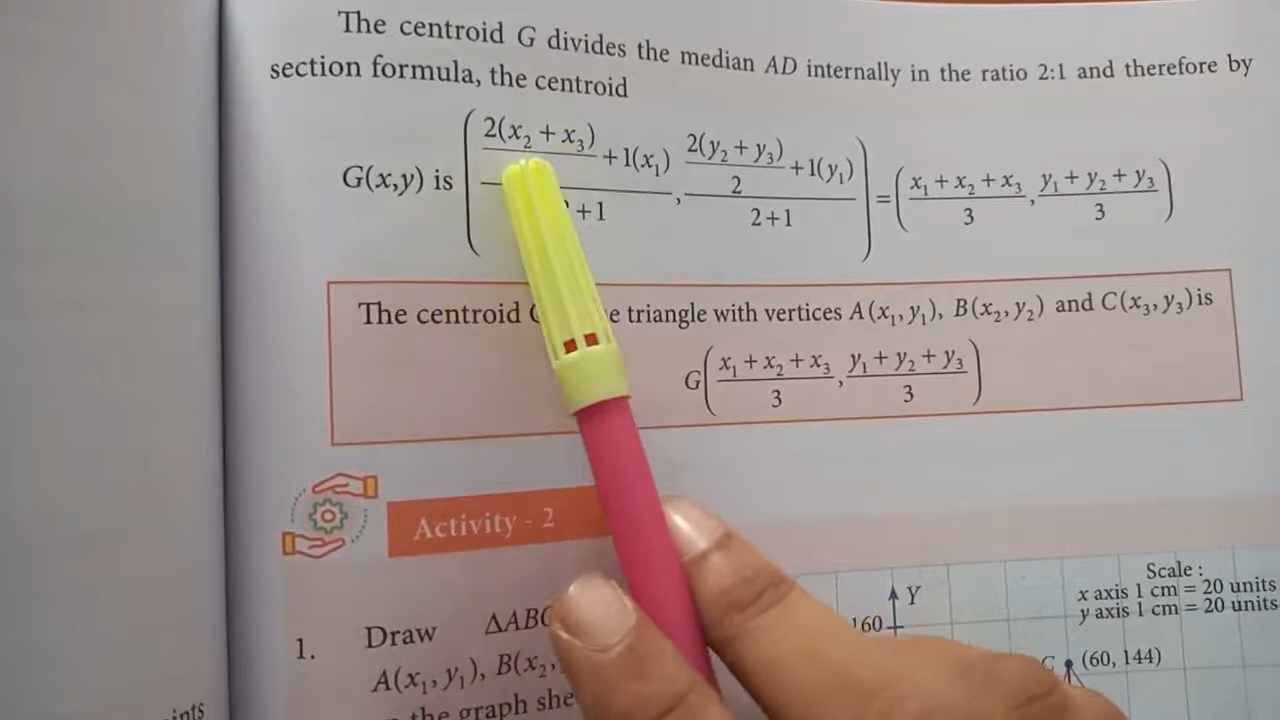 The centroid G divides the median AD internally in the ratio 2:1 and therefore by
section formula, the centroid
G(x,y) is ( (2(x₂ + x₃) / +1(x₁)) / +1 , (2(y₂ + y₃)/2 +1(y₁)) / 2+1 ) = ( (x₁ + x₂ + x₃)/3 , (y₁ + y₂ + y₃)/3 )
The centroid triangle with vertices A(x₁, y₁), B(x₂, y₂) and C(x₃, y₃) is
G( (x₁ + x₂ + x₃)/3 , (y₁ + y₂ + y₃)/3 )
Activity - 2
Scale :
x axis 1 cm = 20 units
y axis 1 cm = 20 units
Y
160
C (60, 144)
1. Draw ΔABC
A(x₁, y₁), B(x₂,
the graph